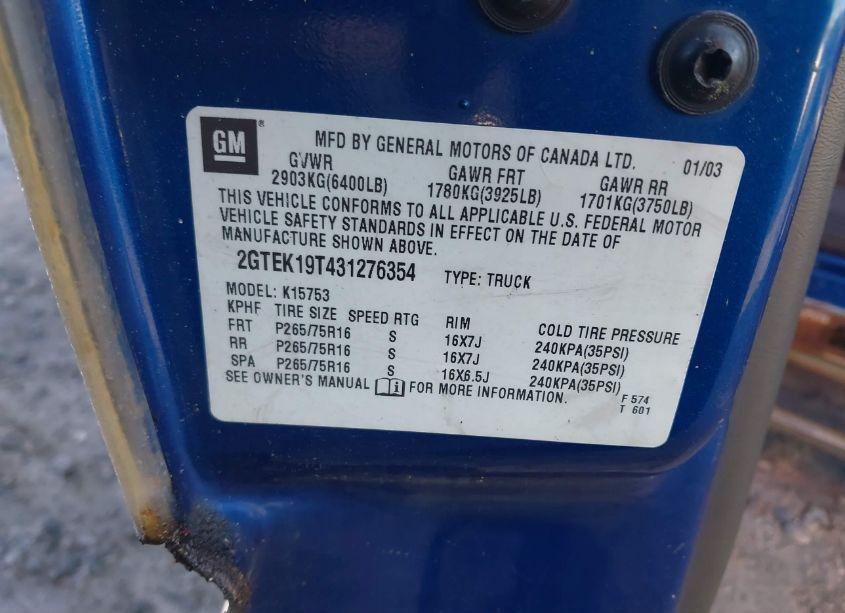 GM® MFD BY GENERAL MOTORS OF CANADA LTD. 01/03
GVWR GAWR FRT GAWR RR
2903KG(6400LB) 1780KG(3925LB) 1701KG(3750LB)
THIS VEHICLE CONFORMS TO ALL APPLICABLE U.S. FEDERAL MOTOR
VEHICLE SAFETY STANDARDS IN EFFECT ON THE DATE OF
MANUFACTURE SHOWN ABOVE.
2GTEK19T431276354 TYPE: TRUCK
MODEL: K15753
KPHF TIRE SIZE SPEED RTG RIM COLD TIRE PRESSURE
FRT P265/75R16 S 16X7J 240KPA(35PSI)
RR P265/75R16 S 16X7J 240KPA(35PSI)
SPA P265/75R16 S 16X6.5J 240KPA(35PSI)
SEE OWNER'S MANUAL FOR MORE INFORMATION.
F 574
T 601